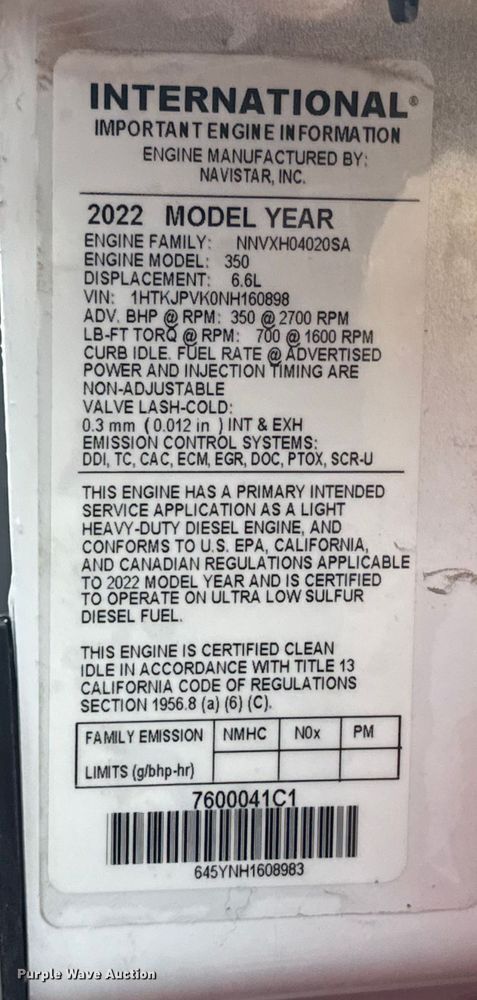 INTERNATIONAL®
IMPORTANT ENGINE INFORMATION
ENGINE MANUFACTURED BY:
NAVISTAR, INC.
2022 MODEL YEAR
ENGINE FAMILY: NNVXH04020SA
ENGINE MODEL: 350
DISPLACEMENT: 6.6L
VIN: 1HTKJPVK0NH160898
ADV. BHP @ RPM: 350 @ 2700 RPM
LB-FT TORQ @ RPM: 700 @ 1600 RPM
CURB IDLE. FUEL RATE @ ADVERTISED
POWER AND INJECTION TIMING ARE
NON-ADJUSTABLE
VALVE LASH-COLD:
0.3 mm (0.012 in ) INT & EXH
EMISSION CONTROL SYSTEMS:
DDI, TC, CAC, ECM, EGR, DOC, PTOX, SCR-U
THIS ENGINE HAS A PRIMARY INTENDED
SERVICE APPLICATION AS A LIGHT
HEAVY-DUTY DIESEL ENGINE, AND
CONFORMS TO U.S. EPA, CALIFORNIA,
AND CANADIAN REGULATIONS APPLICABLE
TO 2022 MODEL YEAR AND IS CERTIFIED
TO OPERATE ON ULTRA LOW SULFUR
DIESEL FUEL.
THIS ENGINE IS CERTIFIED CLEAN
IDLE IN ACCORDANCE WITH TITLE 13
CALIFORNIA CODE OF REGULATIONS
SECTION 1956.8 (a) (6) (C).
FAMILY EMISSION NMHC N0x PM
LIMITS (g/bhp-hr)
7600041C1
645YNH1608983
Purple Wave Auction